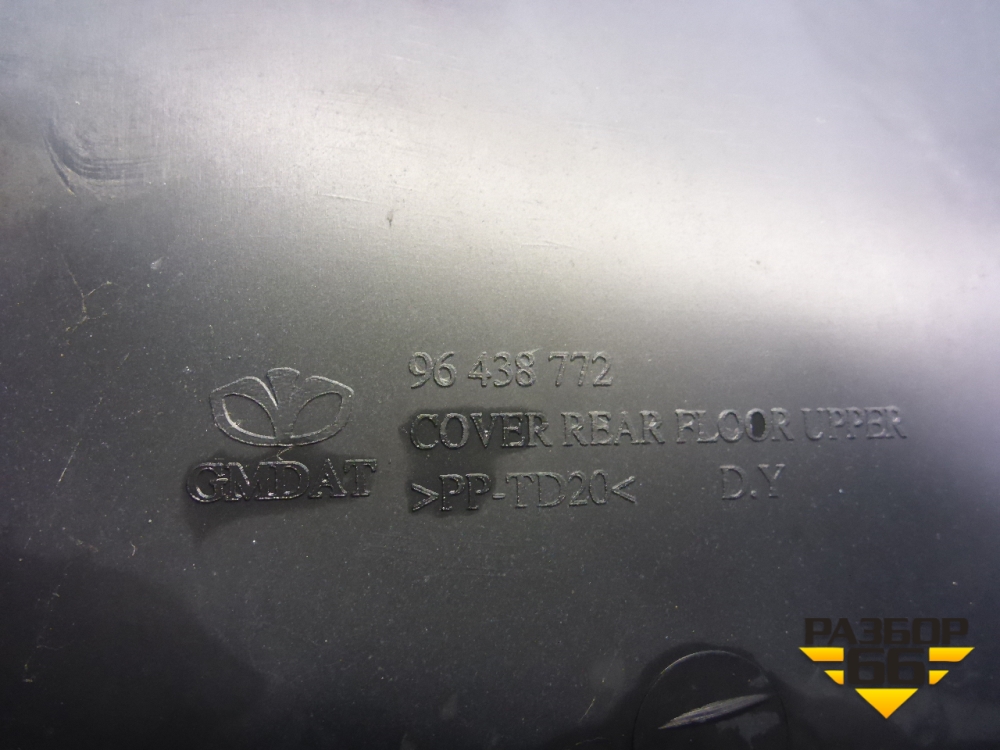 96 438 772
COVER REAR FLOOR UPPER
GMDAT >PP-TD20< D.Y
РАЗБОР
66